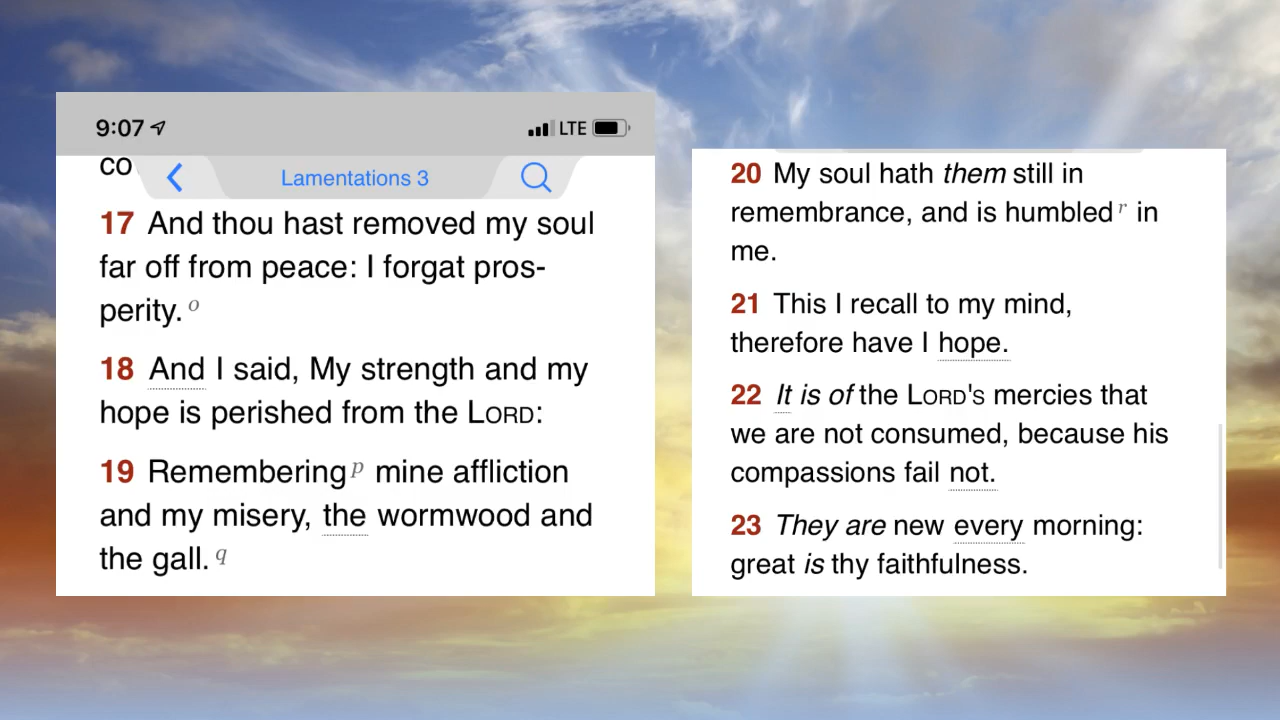 9:07 LTE
co
Lamentations 3
17 And thou hast removed my soul
far off from peace: I forgat pros-
perity. o
18 And I said, My strength and my
hope is perished from the LORD:
19 Remembering p mine affliction
and my misery, the wormwood and
the gall. q
20 My soul hath them still in
remembrance, and is humbled r in
me.
21 This I recall to my mind,
therefore have I hope.
22 It is of the LORD'S mercies that
we are not consumed, because his
compassions fail not.
23 They are new every morning:
great is thy faithfulness.